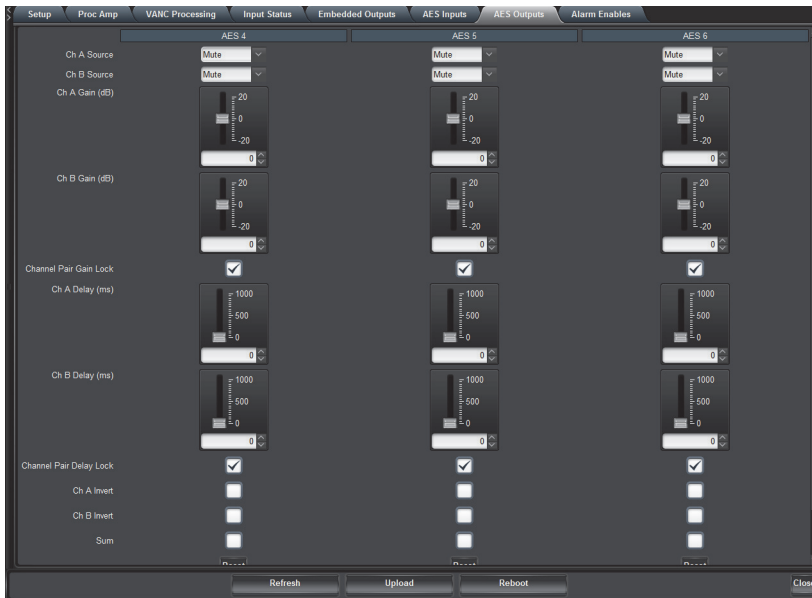 Setup Proc Amp VANC Processing Input Status Embedded Outputs AES Inputs AES Outputs Alarm Enables
AES 4 AES 5 AES 6
Ch A Source Mute Mute Mute
Ch B Source Mute Mute Mute
Ch A Gain (dB) 20 20 20
0 0 0
-20 -20 -20
0 0 0
Ch B Gain (dB) 20 20 20
0 0 0
-20 -20 -20
0 0 0
Channel Pair Gain Lock
Ch A Delay (ms) 1000 1000 1000
500 500 500
0 0 0
0 0 0
Ch B Delay (ms) 1000 1000 1000
500 500 500
0 0 0
0 0 0
Channel Pair Delay Lock
Ch A Invert
Ch B Invert
Sum
Refresh Upload Reboot Close